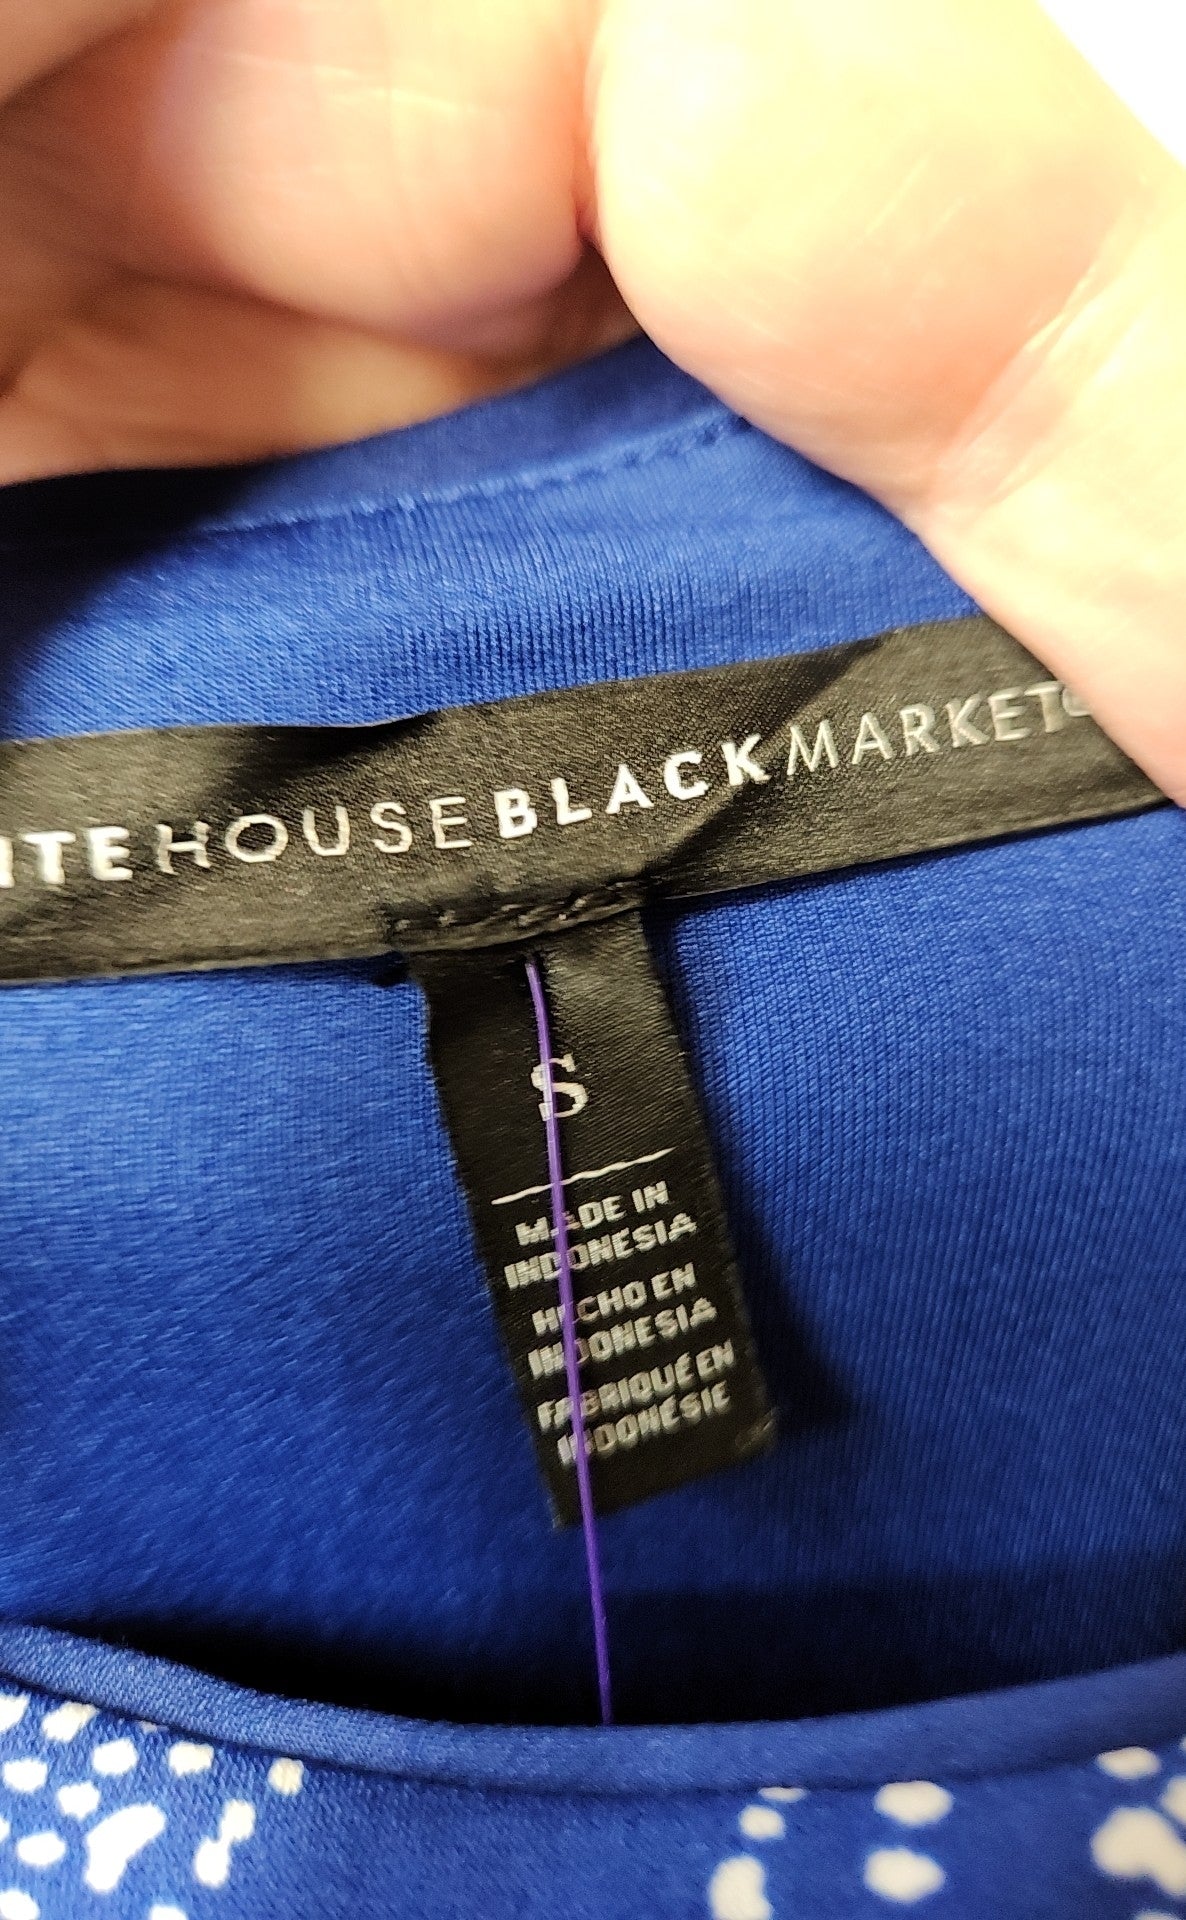 ITEHOUSEBLACKMARKET
S
MADE IN
INDONESIA
HECHO EN
INDONESIA
FABRIQUÉ EN
INDONÉSIE